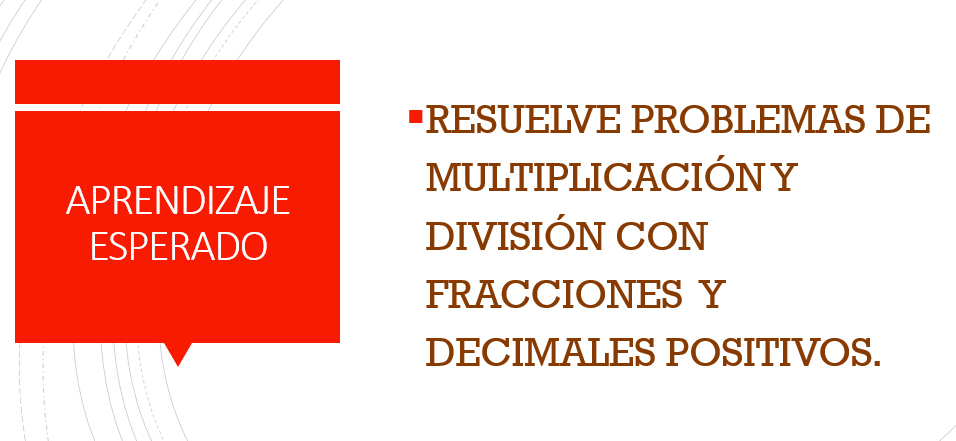 APRENDIZAJE
ESPERADO
▪RESUELVE PROBLEMAS DE
MULTIPLICACIÓN Y
DIVISIÓN CON
FRACCIONES Y
DECIMALES POSITIVOS.